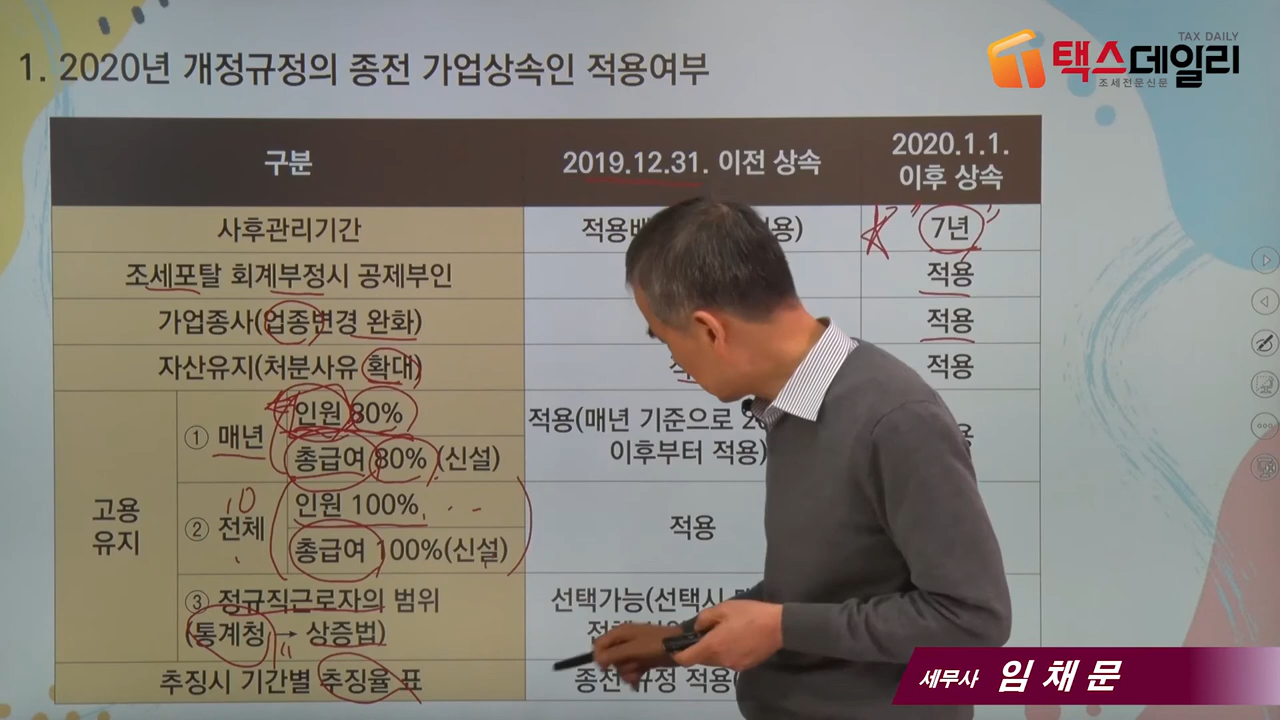 1. 2020년 개정규정의 종전 가업상속인 적용여부
TAX DAILY
택스데일리
조세전문신문
구분
2019.12.31. 이전 상속
2020.1.1.
이후 상속
사후관리기간
7년
조세포탈 회계부정시 공제부인
적용
가업종사(업종변경 완화)
적용
자산유지(처분사유 확대)
적용
고용
유지
① 매년
인원 80%
총급여 80% (신설)
적용(매년 기준으로
이후부터 적용)
② 전체
10
인원 100%
총급여 100%(신설)
적용
③ 정규직근로자의 범위
(통계청 → 상증법)
선택가능(선택시
추징시 기간별 추징율 표
종전 규정 적용
세무사 임채문